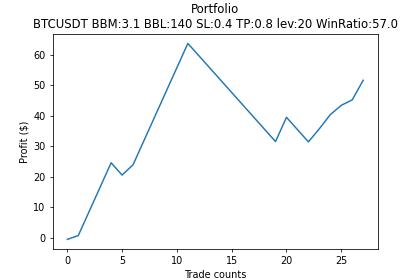 Portfolio
BTCUSDT BBM:3.1 BBL:140 SL:0.4 TP:0.8 lev:20 WinRatio:57.0
60
50
40
30
20
10
0
Profit ($)
0 5 10 15 20 25
Trade counts